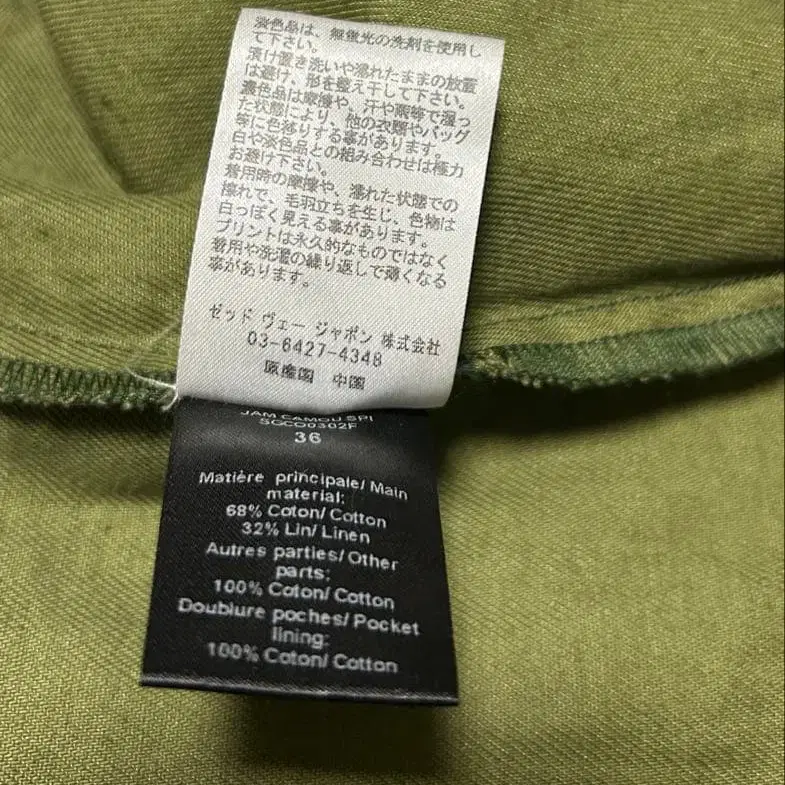 淡色品は、無蛍光の洗剤を使用し
て下さい。
漬け置き洗いや濡れたままの放置
は避け、形を整え干して下さい。
濃色品は摩擦や、汗や雨等で湿っ
た状態により、他の衣類やバッグ
等に色移りする事があります。
白や淡色品との組み合わせは極力
お避け下さい。
着用時の摩擦や、濡れた状態での
擦れで、毛羽立ちを生じ、色物は
白っぽく見える事があります。
プリントは永久的なものではなく
着用や洗濯の繰り返しで薄くなる
事があります。
ゼッド ヴェー ジャポン 株式会社
03-6427-4348
原産国 中国
JAM CAMOU SPI
SGCO0302F
36
Matière principale/ Main
material:
68% Coton/ Cotton
32% Lin/ Linen
Autres parties/ Other
parts:
100% Coton/ Cotton
Doublure poches/ Pocket
lining:
100% Coton/ Cotton